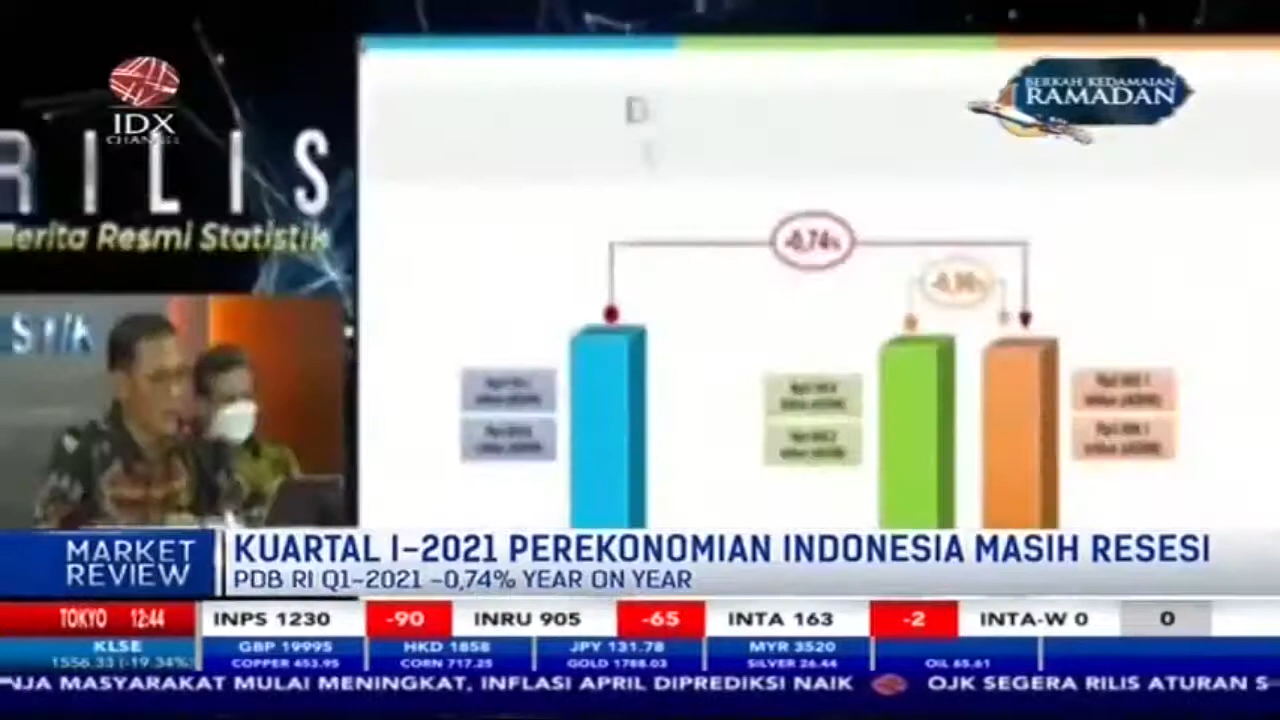 IDX
CHANNEL
BERKAH KEDAMAIAN
RAMADAN
RILIS
Berita Resmi Statistik
-0,74%
MARKET
REVIEW
KUARTAL I-2021 PEREKONOMIAN INDONESIA MASIH RESESI
PDB RI Q1-2021 -0,74% YEAR ON YEAR
TOKYO 12:44 INPS 1230 -90 INRU 905 -65 INTA 163 -2 INTA-W 0 0
KLSE GBP 19995 HKD 1858 JPY 131.78 MYR 3520
1556.33 (-19.34%) COPPER 453.95 CORN 717.25 GOLD 1788.03 SILVER 26.44 OIL 65.61
MASYARAKAT MULAI MENINGKAT, INFLASI APRIL DIPREDIKSI NAIK OJK SEGERA RILIS ATURAN S